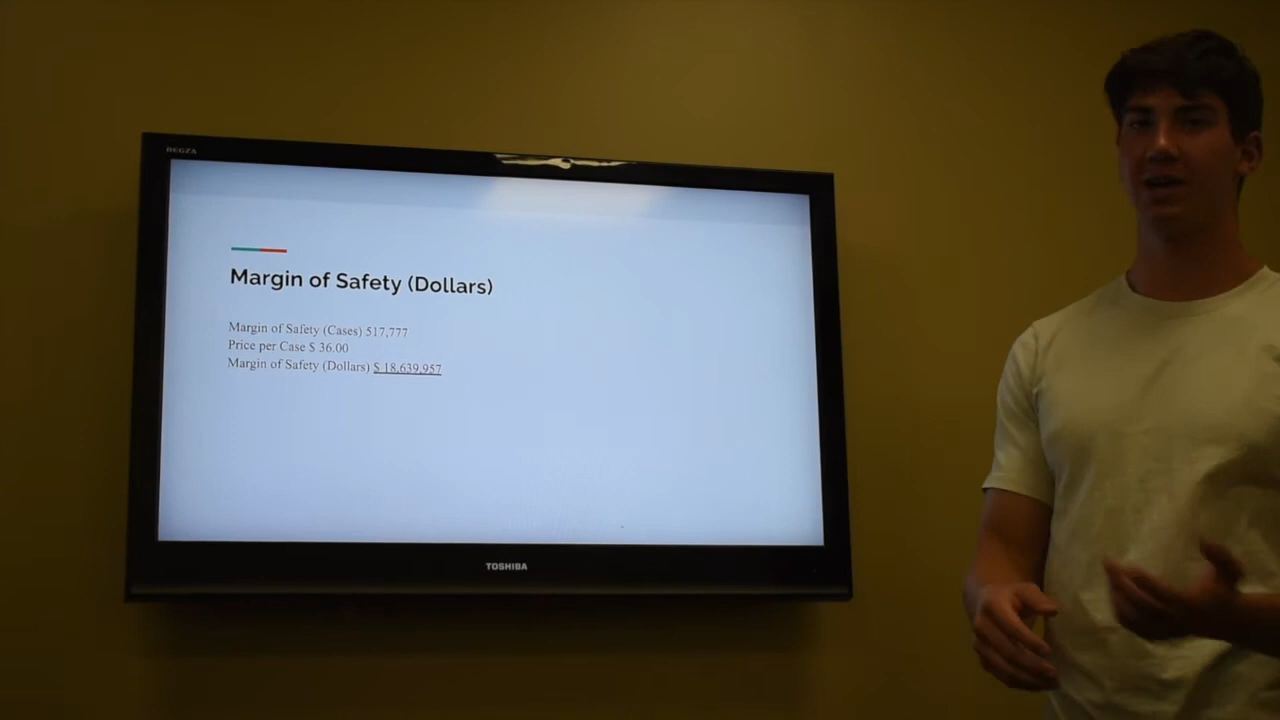 REGZA
Margin of Safety (Dollars)
Margin of Safety (Cases) 517,777
Price per Case $ 36.00
Margin of Safety (Dollars) $ 18,639,957
TOSHIBA